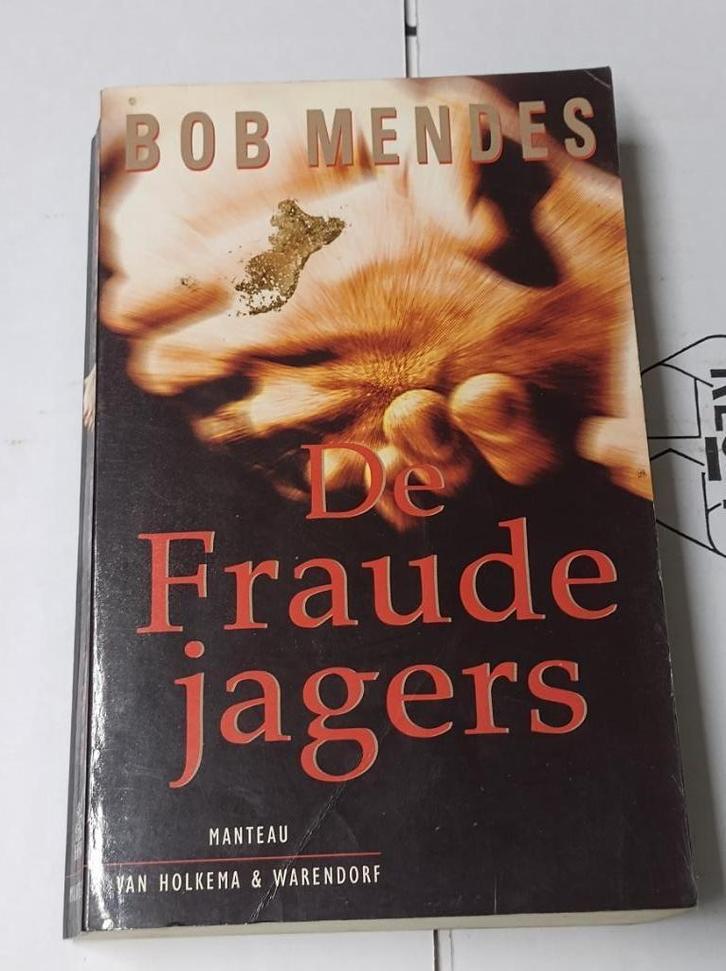 BOB MENDES
De
Fraude
jagers
MANTEAU
VAN HOLKEMA & WARENDORF